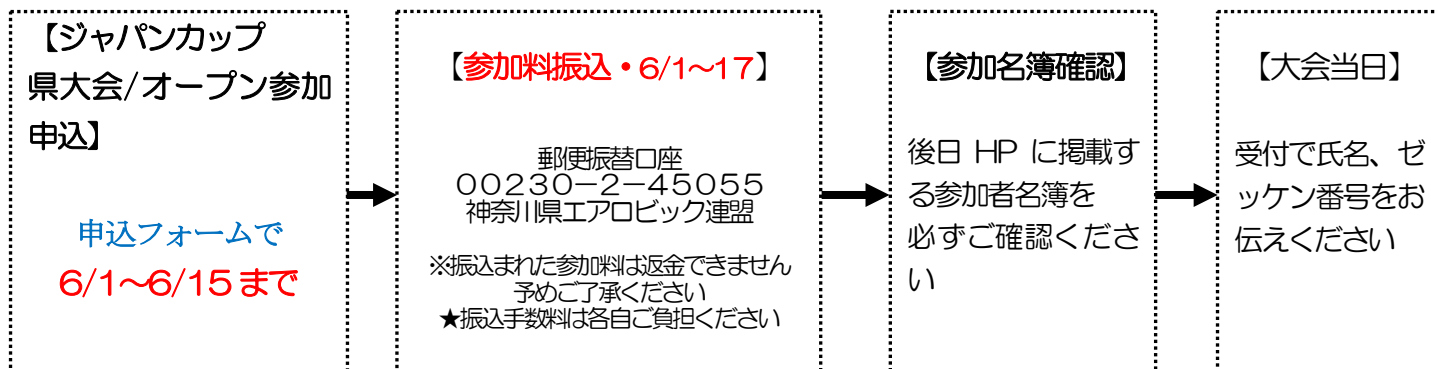 【ジャパンカップ
県大会/オープン参加
申込】
申込フォームで
6/1～6/15まで
【参加料振込・6/1～17】
郵便振替口座
００２３０－２－４５０５５
神奈川県エアロビック連盟
※振込まれた参加料は返金できません
予めご了承ください
★振込手数料は各自ご負担ください
【参加名簿確認】
後日 HP に掲載す
る参加者名簿を
必ずご確認くださ
い
【大会当日】
受付で氏名、ゼ
ッケン番号をお
伝えください